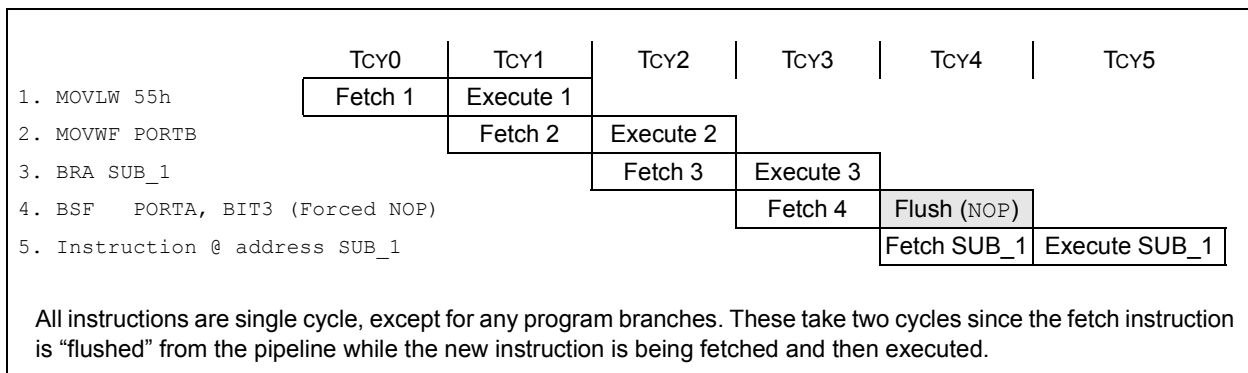 TCY0 TCY1 TCY2 TCY3 TCY4 TCY5
1. MOVLW 55h Fetch 1 Execute 1
2. MOVWF PORTB Fetch 2 Execute 2
3. BRA SUB_1 Fetch 3 Execute 3
4. BSF PORTA, BIT3 (Forced NOP) Fetch 4 Flush (NOP)
5. Instruction @ address SUB_1 Fetch SUB_1 Execute SUB_1
All instructions are single cycle, except for any program branches. These take two cycles since the fetch instruction
is “flushed” from the pipeline while the new instruction is being fetched and then executed.